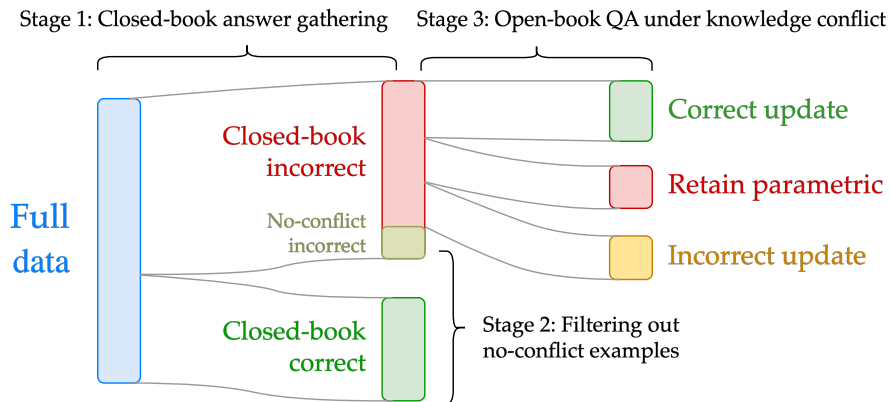 Stage 1: Closed-book answer gathering
Stage 3: Open-book QA under knowledge conflict
Full
data
Closed-book
incorrect
No-conflict
incorrect
Closed-book
correct
Correct update
Retain parametric
Incorrect update
Stage 2: Filtering out
no-conflict examples